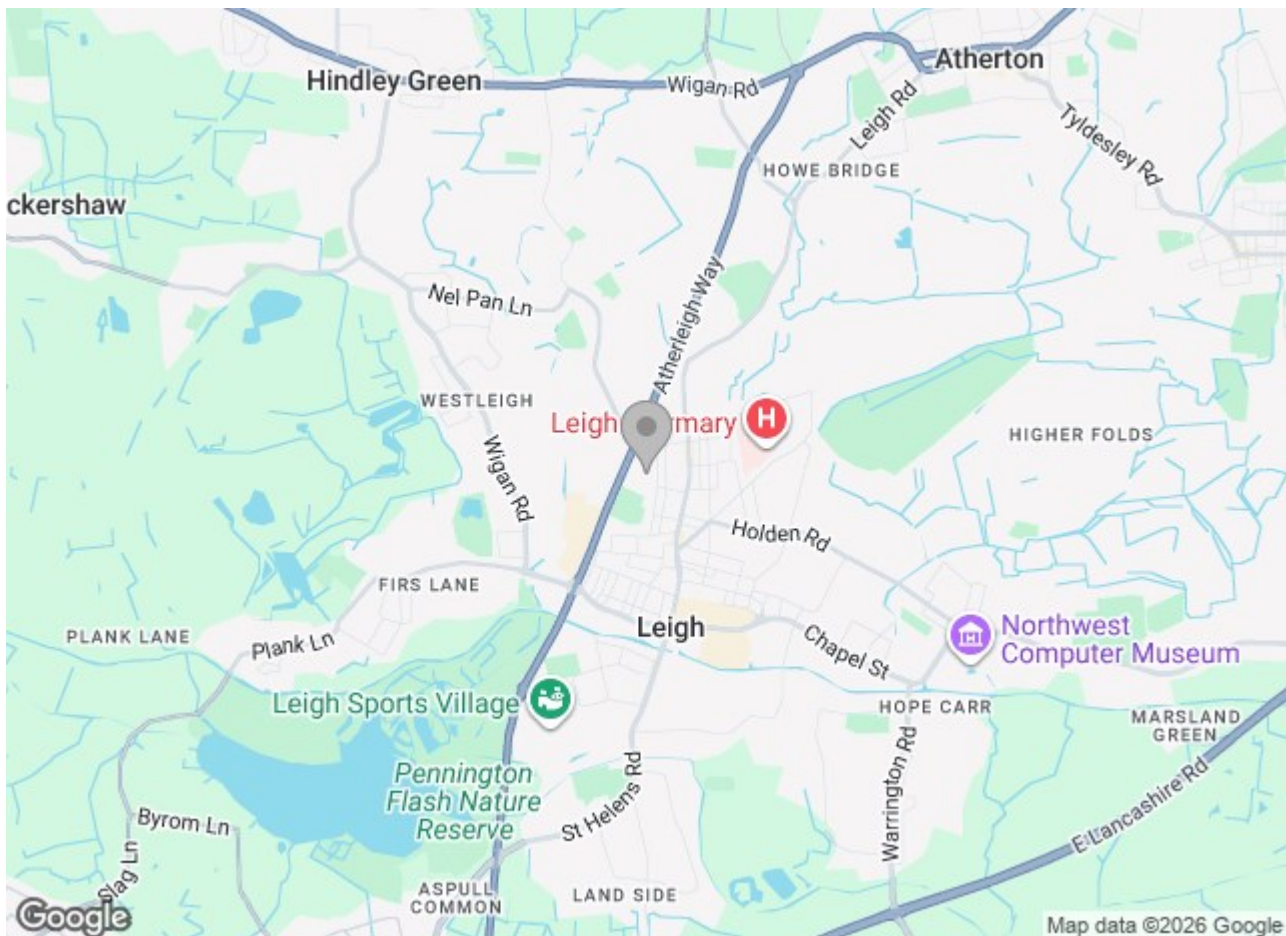 Atherton
Hindley Green
Wigan Rd
Leigh Rd
Tyldesley Rd
HOWE BRIDGE
ckershaw
Atherleigh Way
Nel Pan Ln
WESTLEIGH
Leigh
rmary
H
HIGHER FOLDS
Wigan Rd
Holden Rd
FIRS LANE
PLANK LANE
Plank Ln
Leigh
Chapel St
Northwest
Computer Museum
Leigh Sports Village
HOPE CARR
MARSLAND
GREEN
Pennington
Flash Nature
Reserve
St Helens Rd
Warrington Rd
E Lancashire Rd
Byrom Ln
Slag Ln
ASPULL
COMMON
LAND SIDE
Google
Map data ©2026 Google